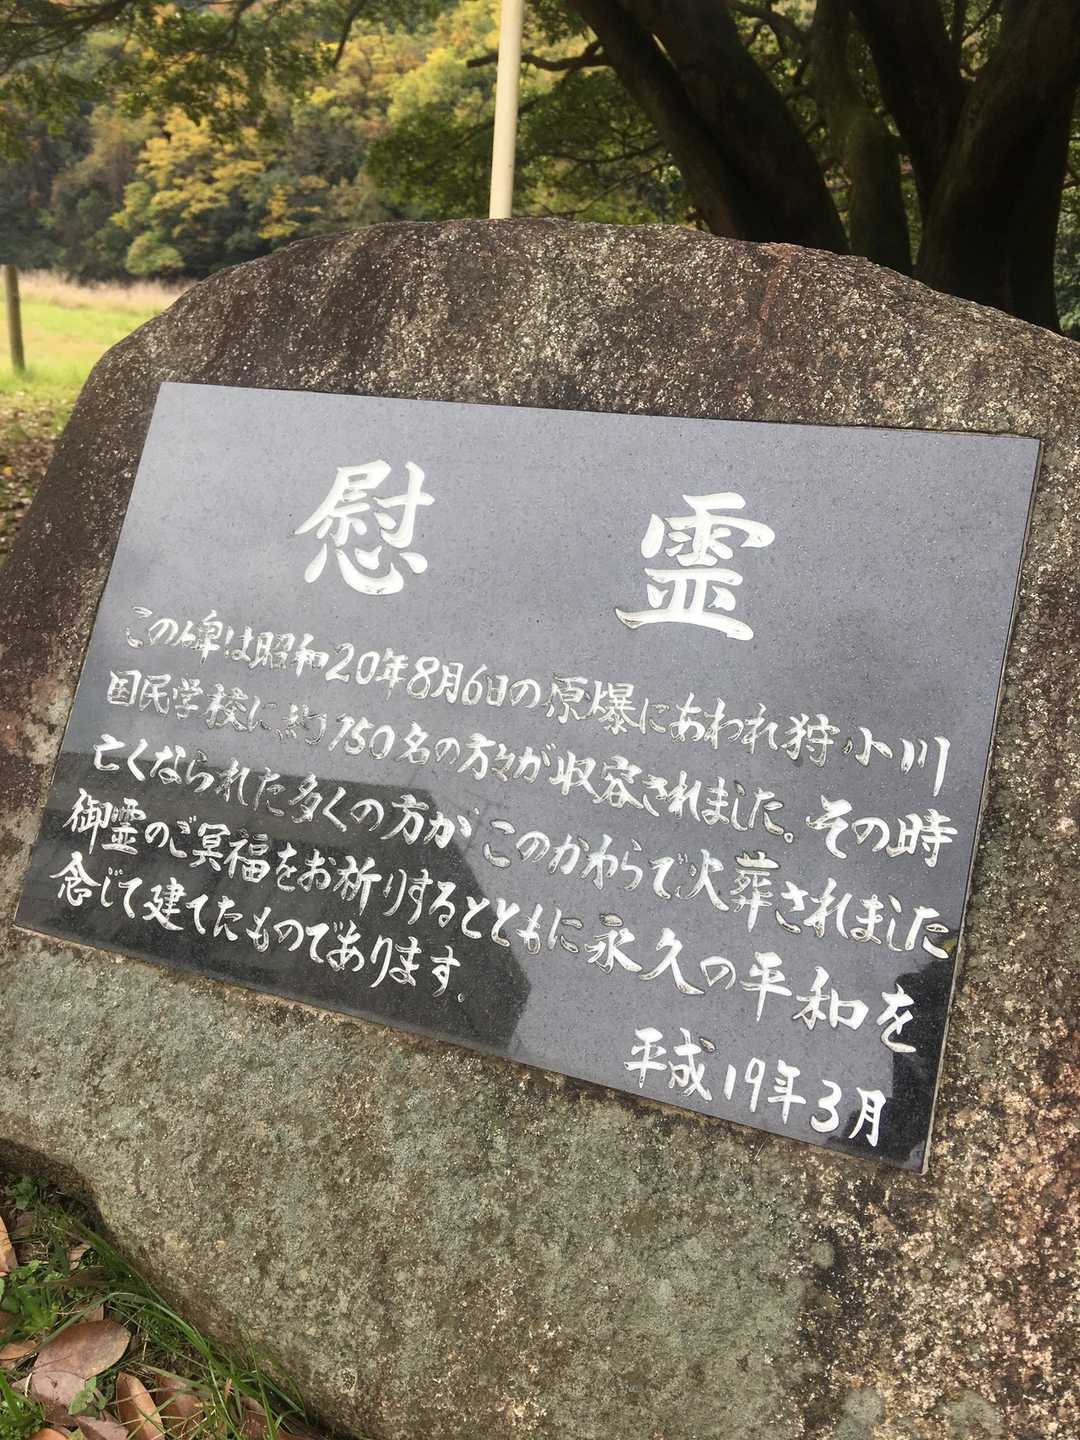 慰霊
この碑は昭和20年8月6日の原爆にあわれ狩小川
国民学校に、約750名の方々が収容されました。その時
亡くなられた多くの方がこのかわらで火葬されました
御霊のご冥福をお祈りするとともに永久の平和を
念じて建てたものであります。
平成19年3月